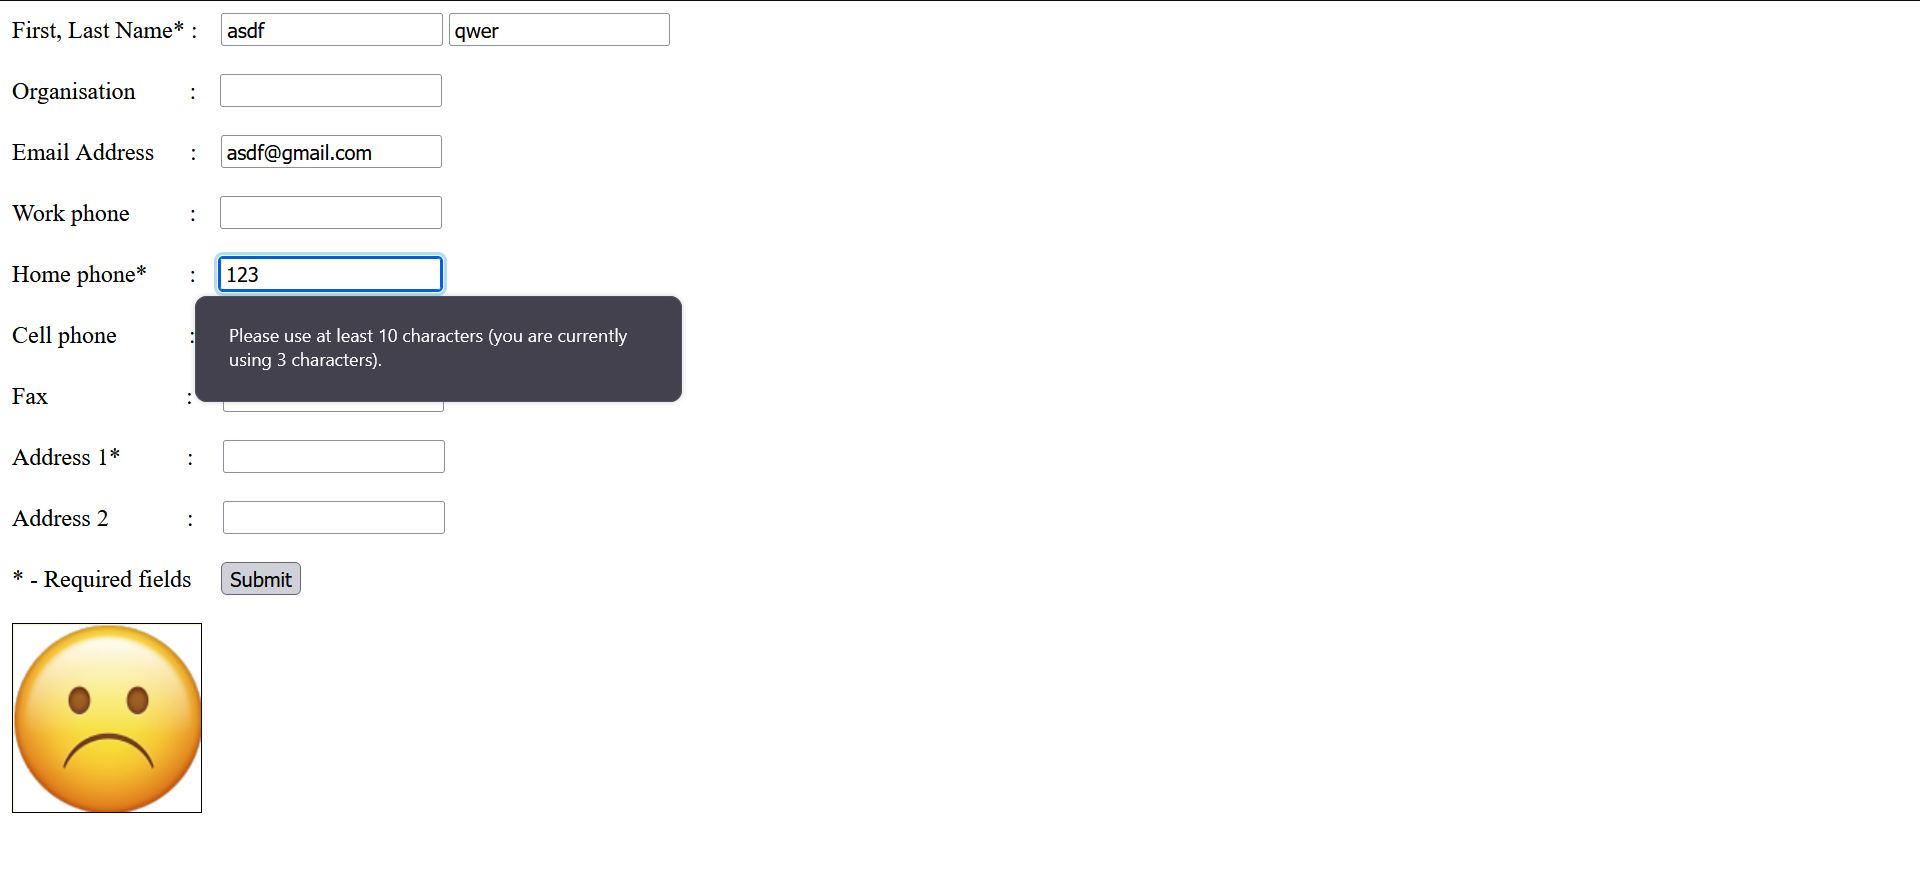 First, Last Name* : asdf qwer
Organisation :
Email Address : asdf@gmail.com
Work phone :
Home phone* : 123
Cell phone :
Please use at least 10 characters (you are currently
using 3 characters).
Fax :
Address 1* :
Address 2 :
* - Required fields Submit